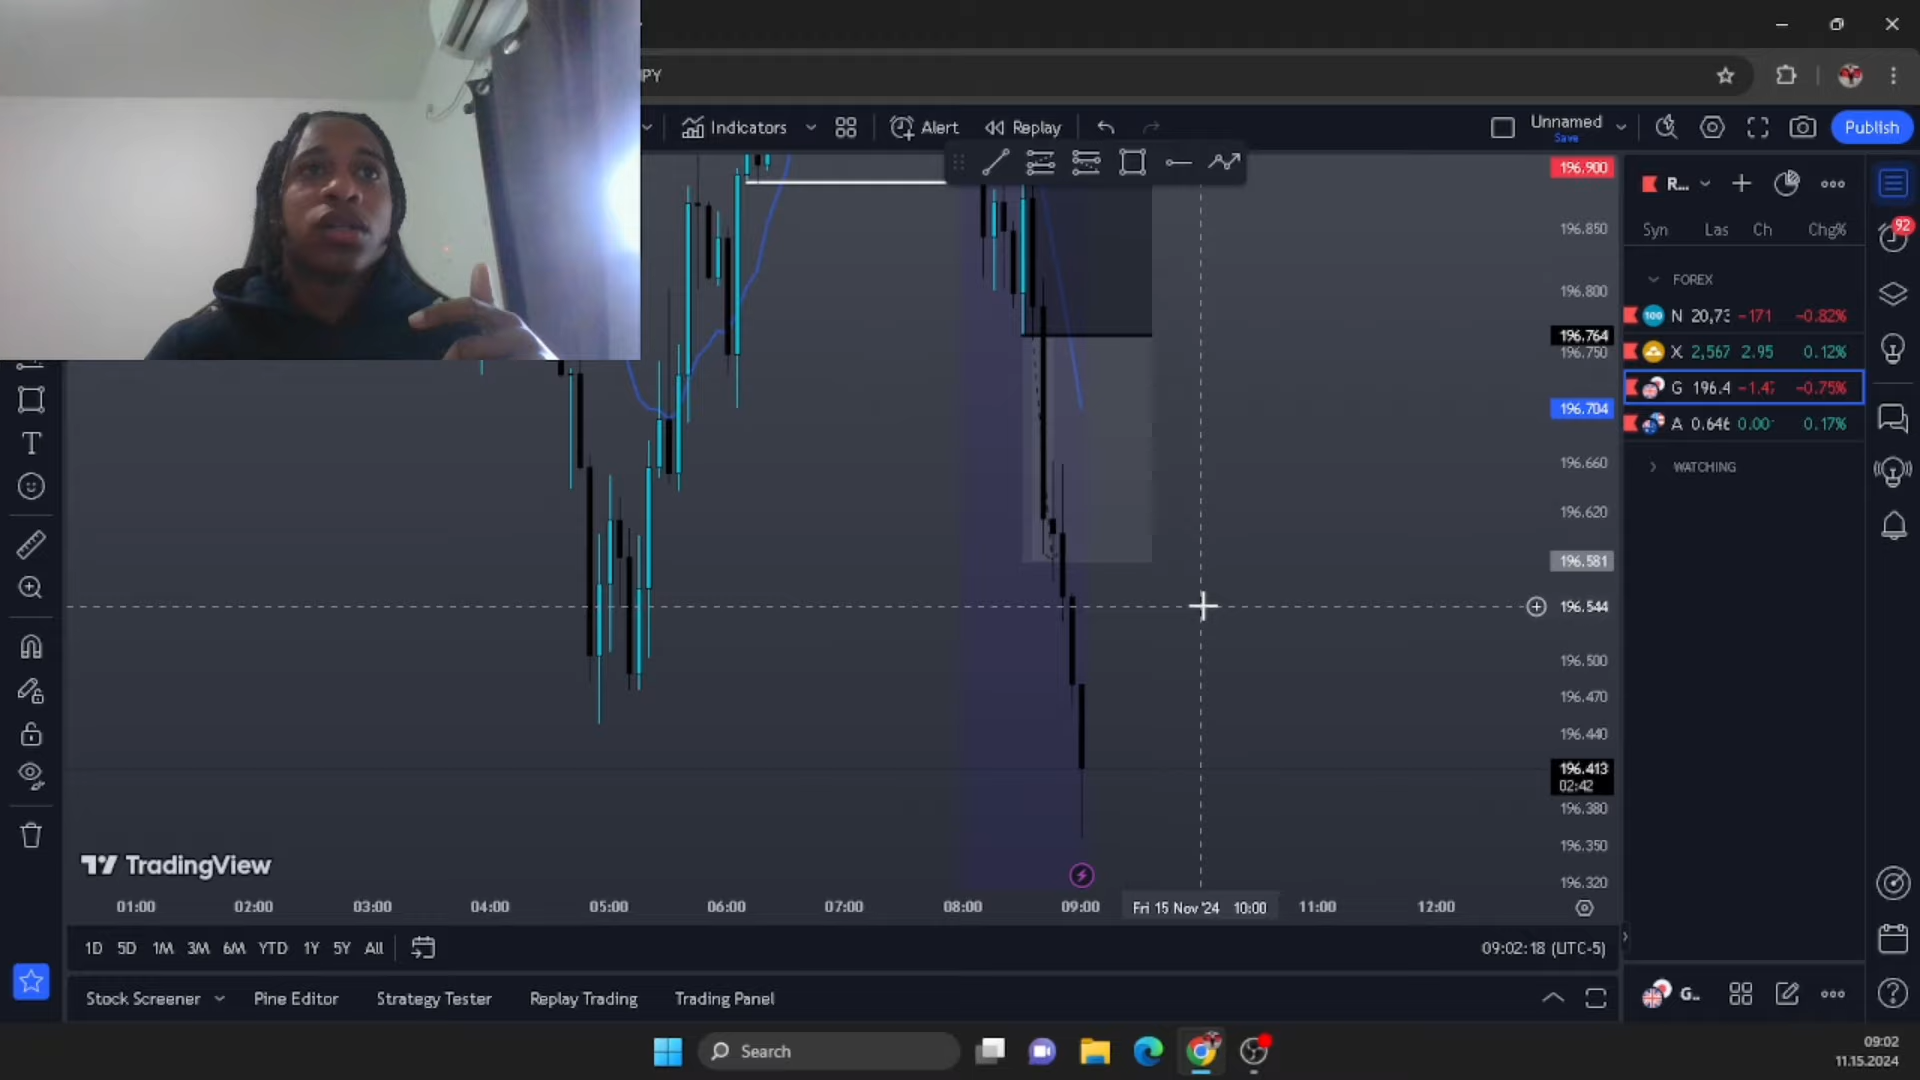 PY
Indicators Alert Replay Unnamed Save Publish
196.900
196.850
196.800
196.764
196.750
196.704
196.660
196.620
196.581
196.544
196.500
196.470
196.440
196.413
02:42
196.380
196.350
196.320
R...
92
Syn Las Ch Chg%
FOREX
100 N 20,73 −171 −0.82%
X 2,567 2.95 0.12%
G 196.4 −1.47 −0.75%
A 0.646 0.00 0.17%
WATCHING
T
TradingView
01:00 02:00 03:00 04:00 05:00 06:00 07:00 08:00 09:00 Fri 15 Nov '24 10:00 11:00 12:00
1D 5D 1M 3M 6M YTD 1Y 5Y All 09:02:18 (UTC-5)
Stock Screener Pine Editor Strategy Tester Replay Trading Trading Panel G..
Search
09:02
11.15.2024